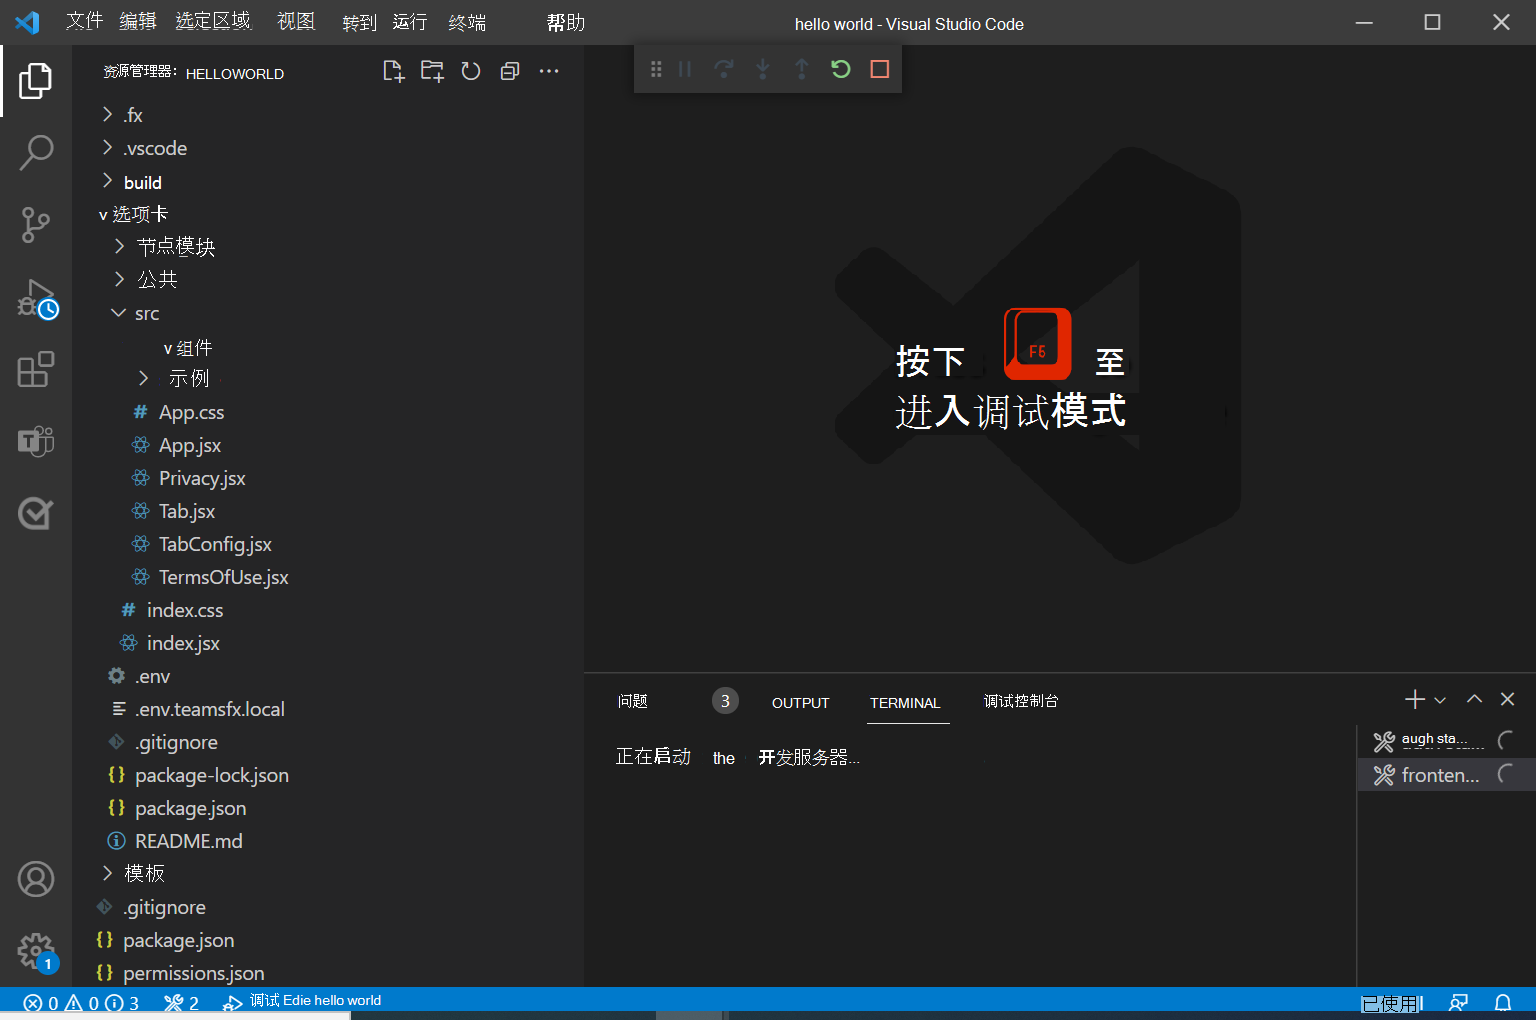 文件 编辑 选定区域 视图 转到 运行 终端 帮助 hello world - Visual Studio Code
资源管理器: HELLOWORLD
.fx
.vscode
build
v 选项卡
节点模块
公共
src
v 组件
示例
# App.css
App.jsx
Privacy.jsx
Tab.jsx
TabConfig.jsx
TermsOfUse.jsx
# index.css
index.jsx
.env
.env.teamsfx.local
.gitignore
{} package-lock.json
{} package.json
README.md
模板
.gitignore
{} package.json
{} permissions.json
按下 F5 至
进入调试模式
问题 3 OUTPUT TERMINAL 调试控制台
正在启动 the 开发服务器...
augh sta...
fronten...
1
0 0 3 2 调试 Edie hello world 已使用